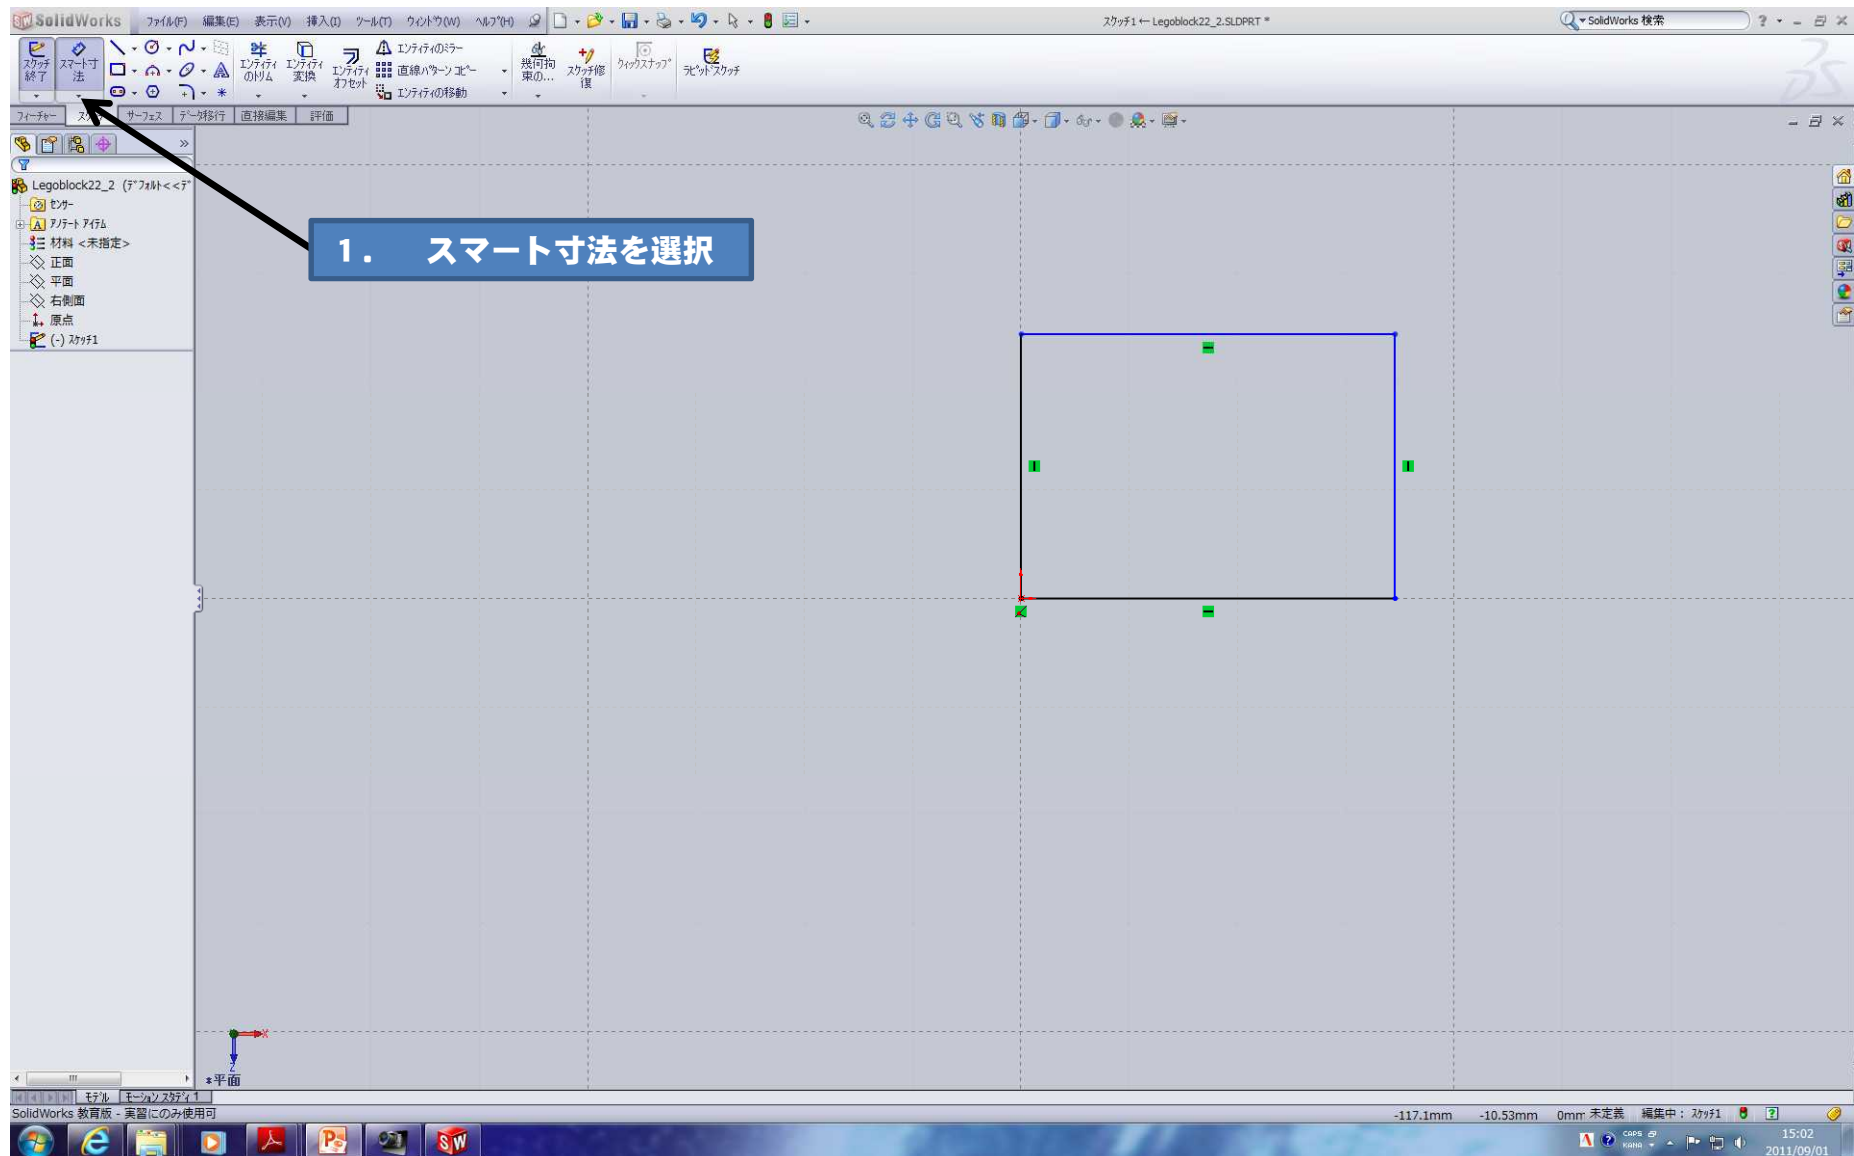 SolidWorks ファイル(F) 編集(E) 表示(V) 挿入(I) ツール(T) ウィンドウ(W) ヘルプ(H) スケッチ1 ← Legoblock22_2.SLDPRT * SolidWorks 検索
スケッチ終了 スマート寸法 エンティティのトリム エンティティ変換 エンティティオフセット エンティティのミラー 直線パターン コピー エンティティの移動 幾何拘束の... スケッチ修復 クイックスナップ ラピッドスケッチ
フィーチャー サーフェス データ移行 直接編集 評価
Legoblock22_2 (デフォルト<<デ
センサー
アノテート アイテム
材料 <未指定>
正面
平面
右側面
原点
(-) スケッチ1
1. スマート寸法を選択
X
Z
*平面
モデル モーション スタディ 1
SolidWorks 教育版 - 実習にのみ使用可 -117.1mm -10.53mm 0mm 未定義 編集中: スケッチ1
CAPS
KANA
15:02
2011/09/01